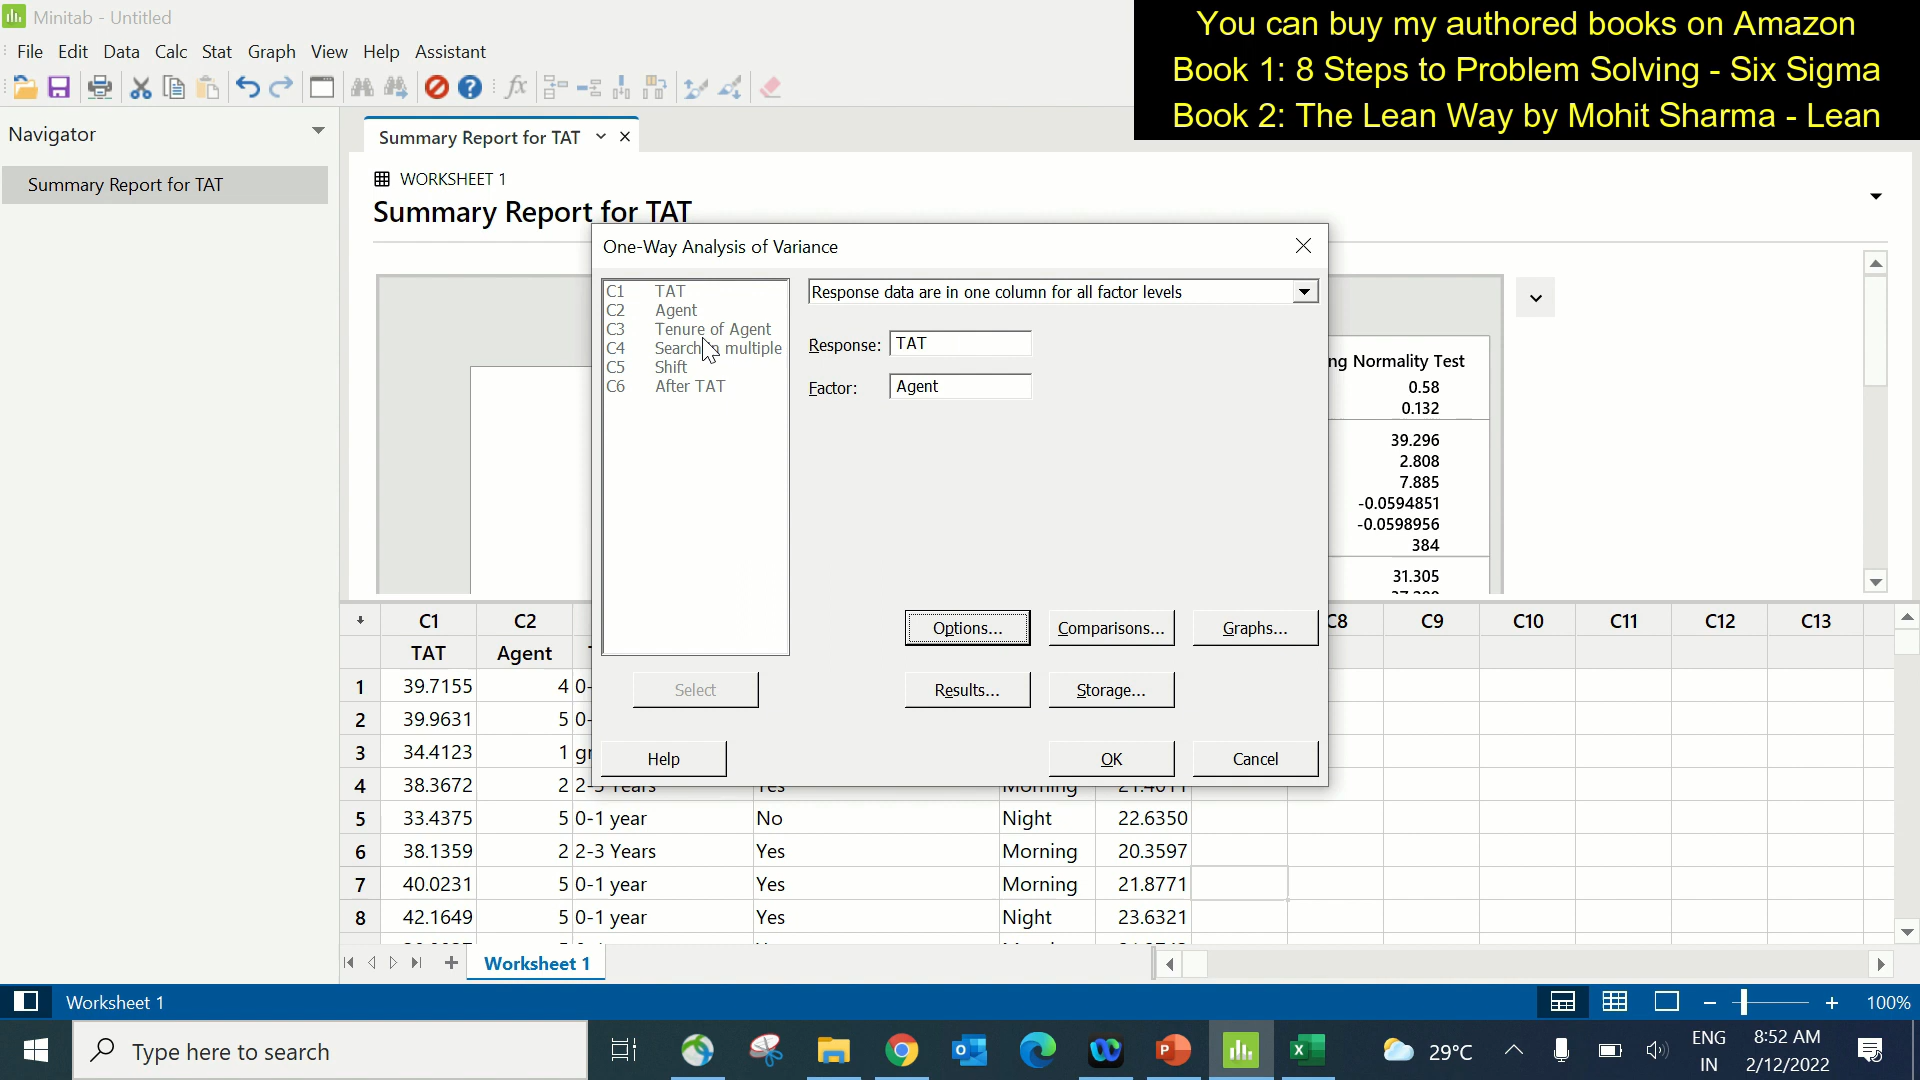 Minitab - Untitled
File Edit Data Calc Stat Graph View Help Assistant
You can buy my authored books on Amazon
Book 1: 8 Steps to Problem Solving - Six Sigma
Book 2: The Lean Way by Mohit Sharma - Lean
Navigator
Summary Report for TAT
Summary Report for TAT
WORKSHEET 1
Summary Report for TAT
One-Way Analysis of Variance
C1 TAT
C2 Agent
C3 Tenure of Agent
C4 Search multiple
C5 Shift
C6 After TAT
Response data are in one column for all factor levels
Response: TAT
Factor: Agent
Options... Comparisons... Graphs...
Select Results... Storage...
Help OK Cancel
ng Normality Test
0.58
0.132
39.296
2.808
7.885
-0.0594851
-0.0598956
384
31.305
C1 C2 C8 C9 C10 C11 C12 C13
TAT Agent
1 39.7155 4 0-
2 39.9631 5 0-
3 34.4123 1 gr
4 38.3672 2 2-3 Years Yes Morning 21.4011
5 33.4375 5 0-1 year No Night 22.6350
6 38.1359 2 2-3 Years Yes Morning 20.3597
7 40.0231 5 0-1 year Yes Morning 21.8771
8 42.1649 5 0-1 year Yes Night 23.6321
Worksheet 1
Worksheet 1
100%
Type here to search
29°C
ENG
IN
8:52 AM
2/12/2022